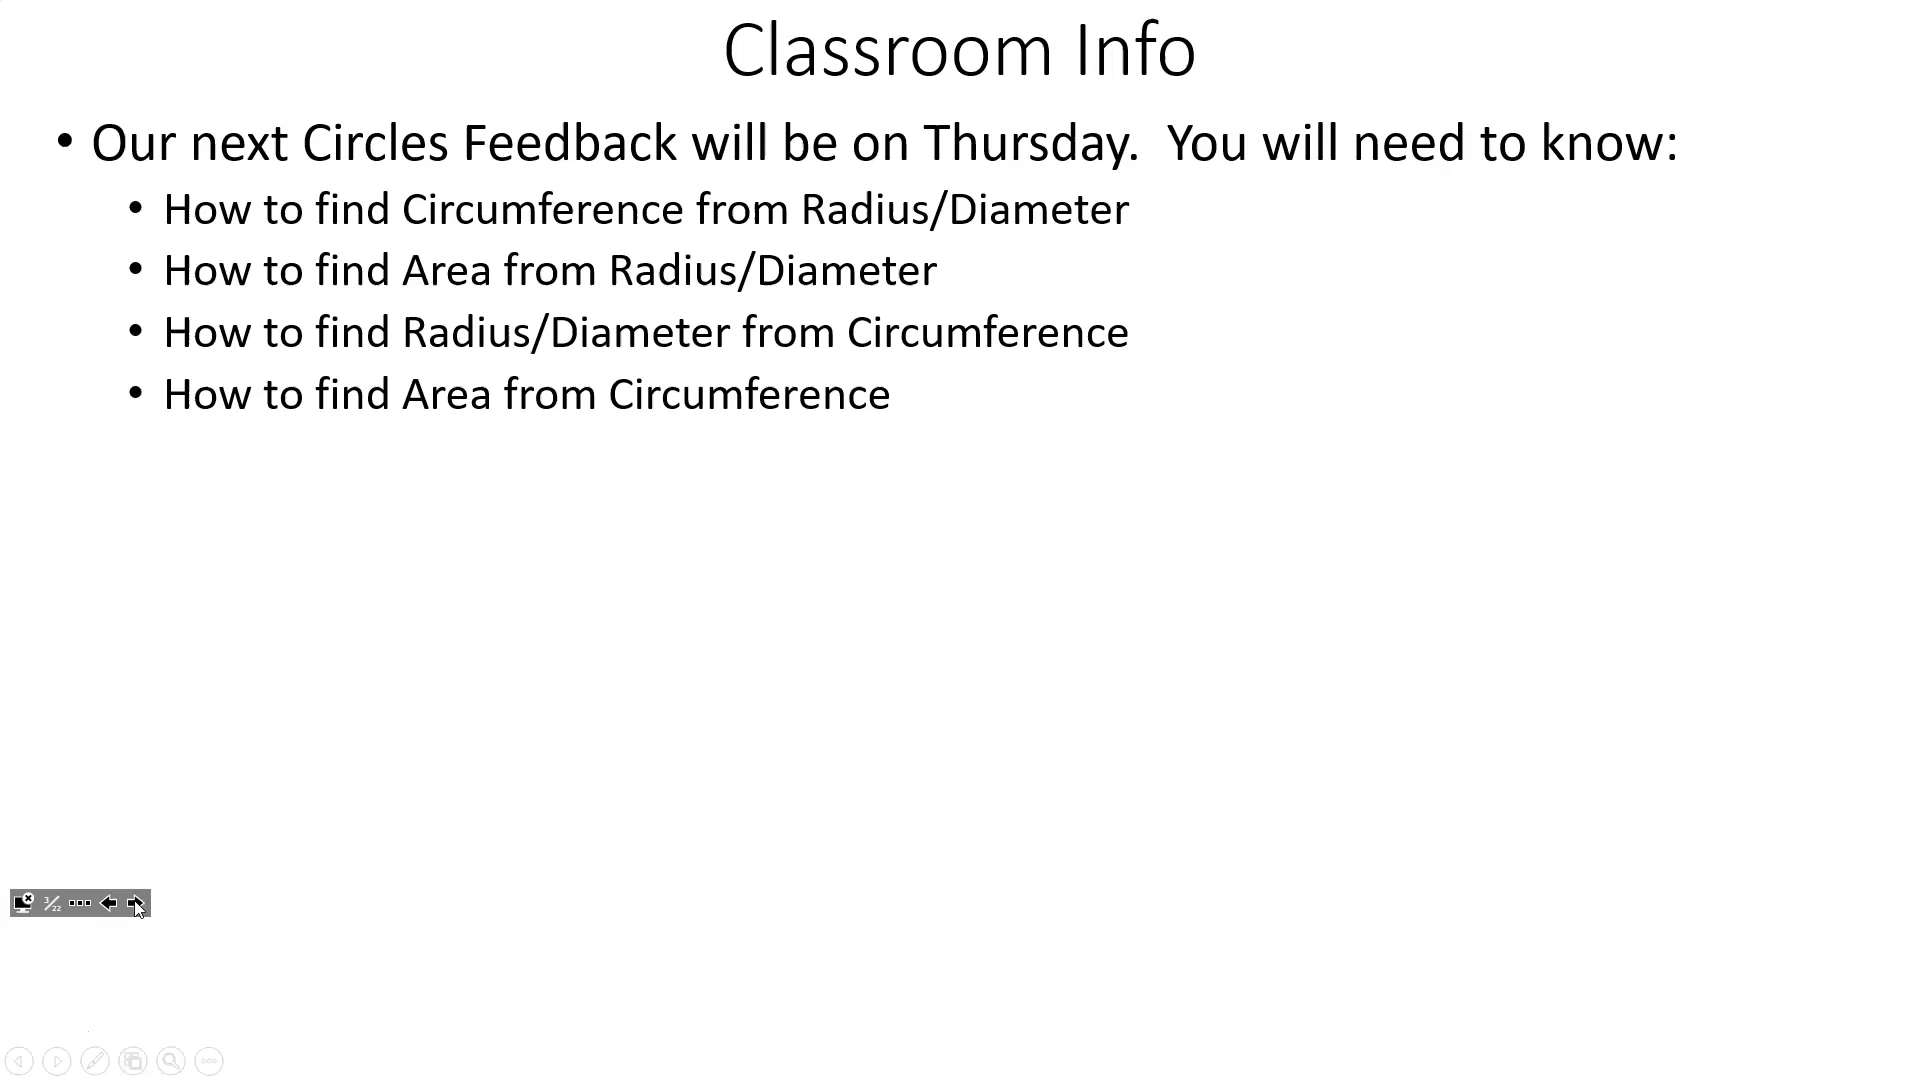 Classroom Info
• Our next Circles Feedback will be on Thursday.  You will need to know:
• How to find Circumference from Radius/Diameter
• How to find Area from Radius/Diameter
• How to find Radius/Diameter from Circumference
• How to find Area from Circumference
3/22